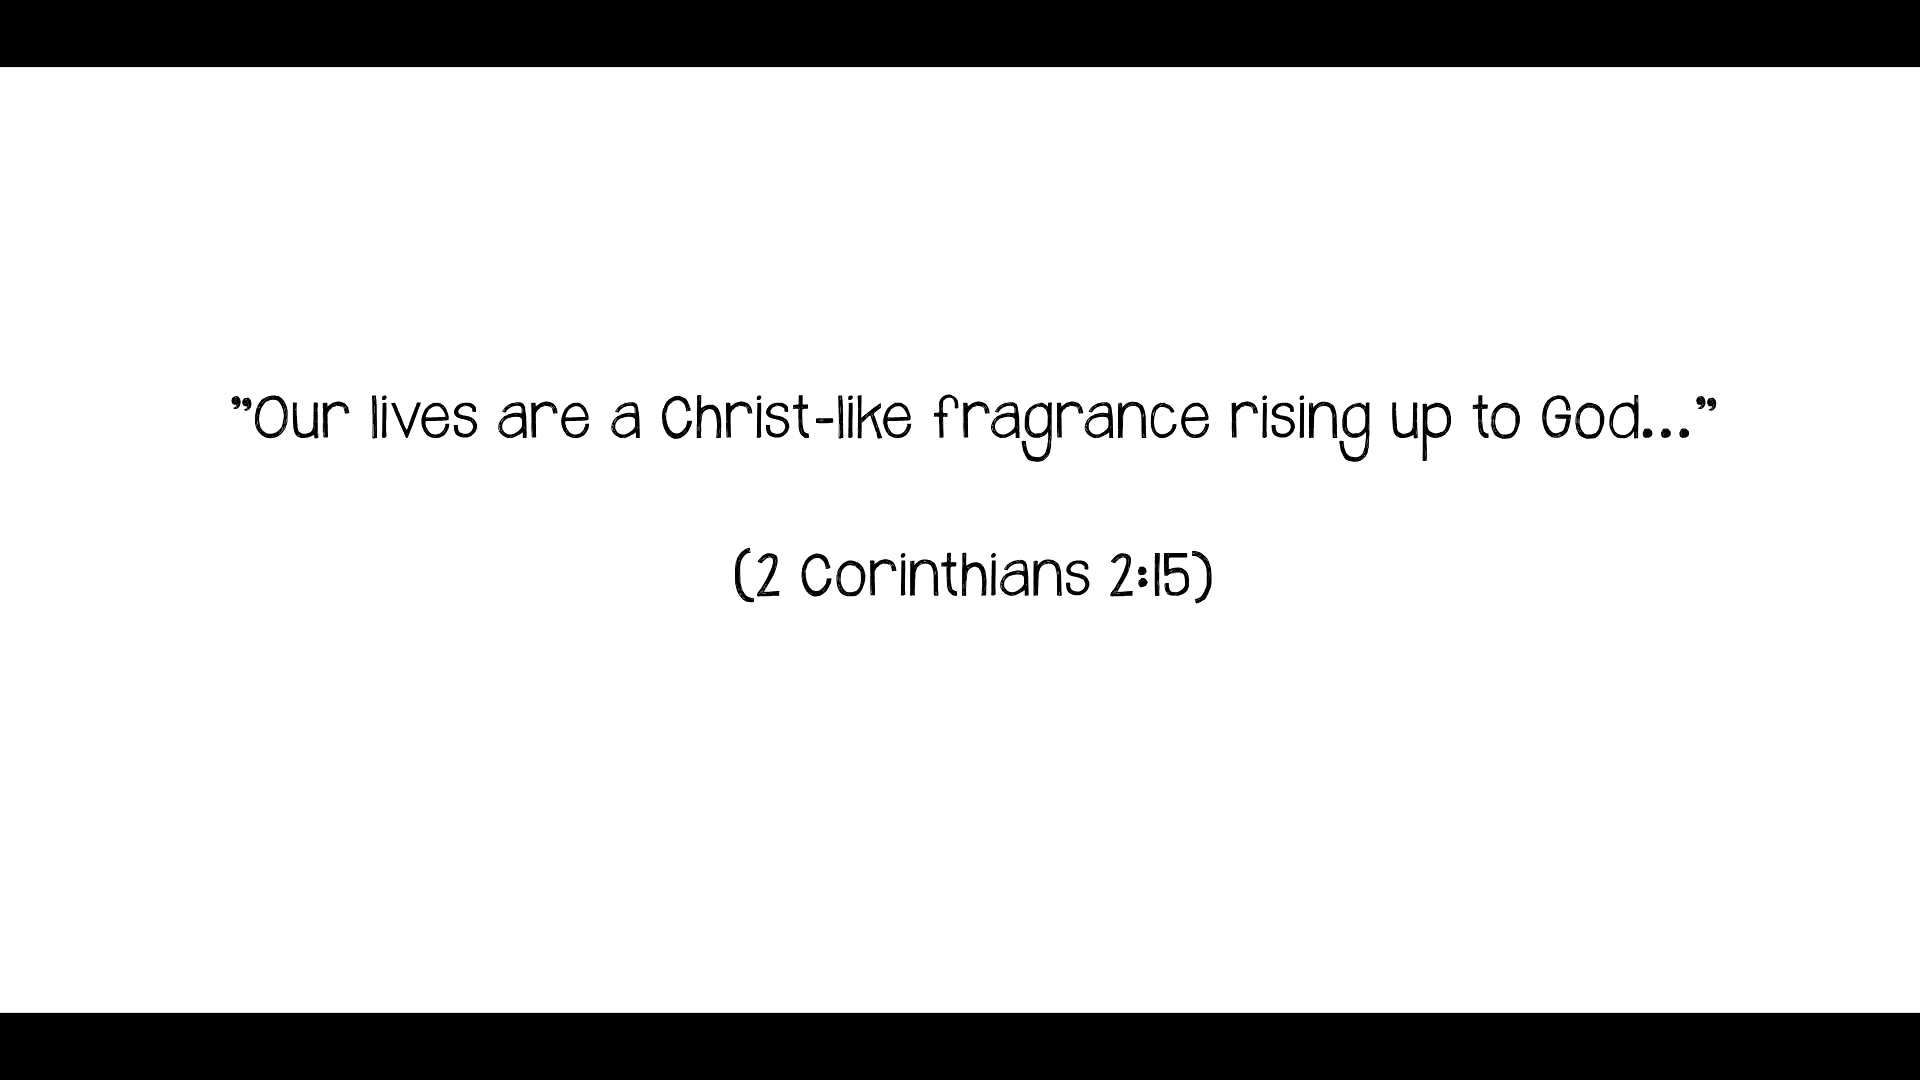 ”Our lives are a Christ-like fragrance rising up to God...”
(2 Corinthians 2:15)